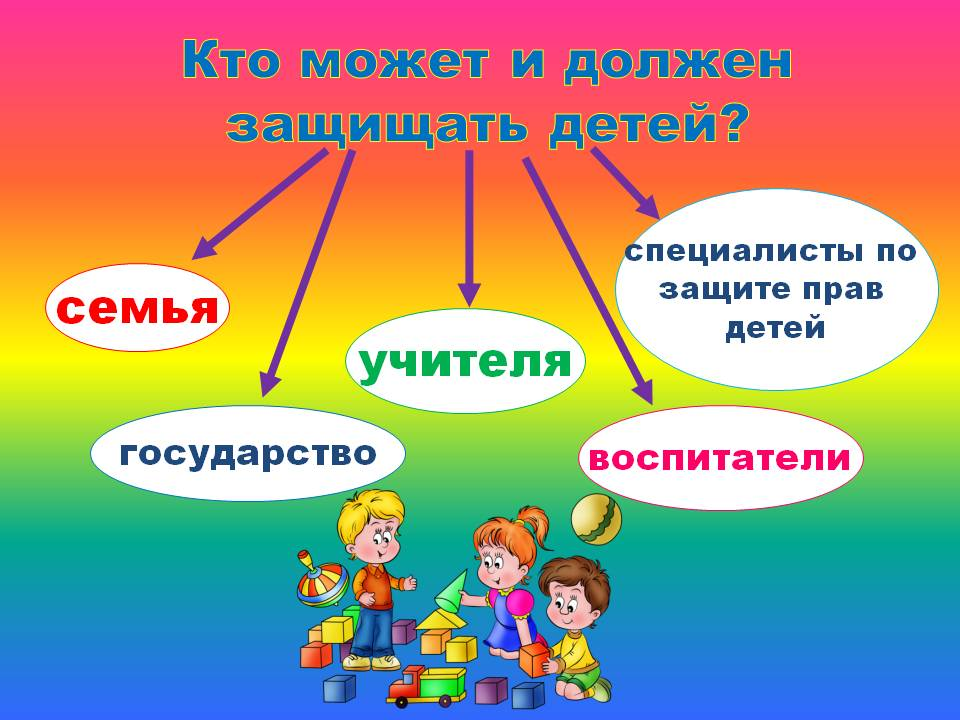 Кто может и должен
защищать детей?
семья
государство
учителя
воспитатели
специалисты по
защите прав
детей